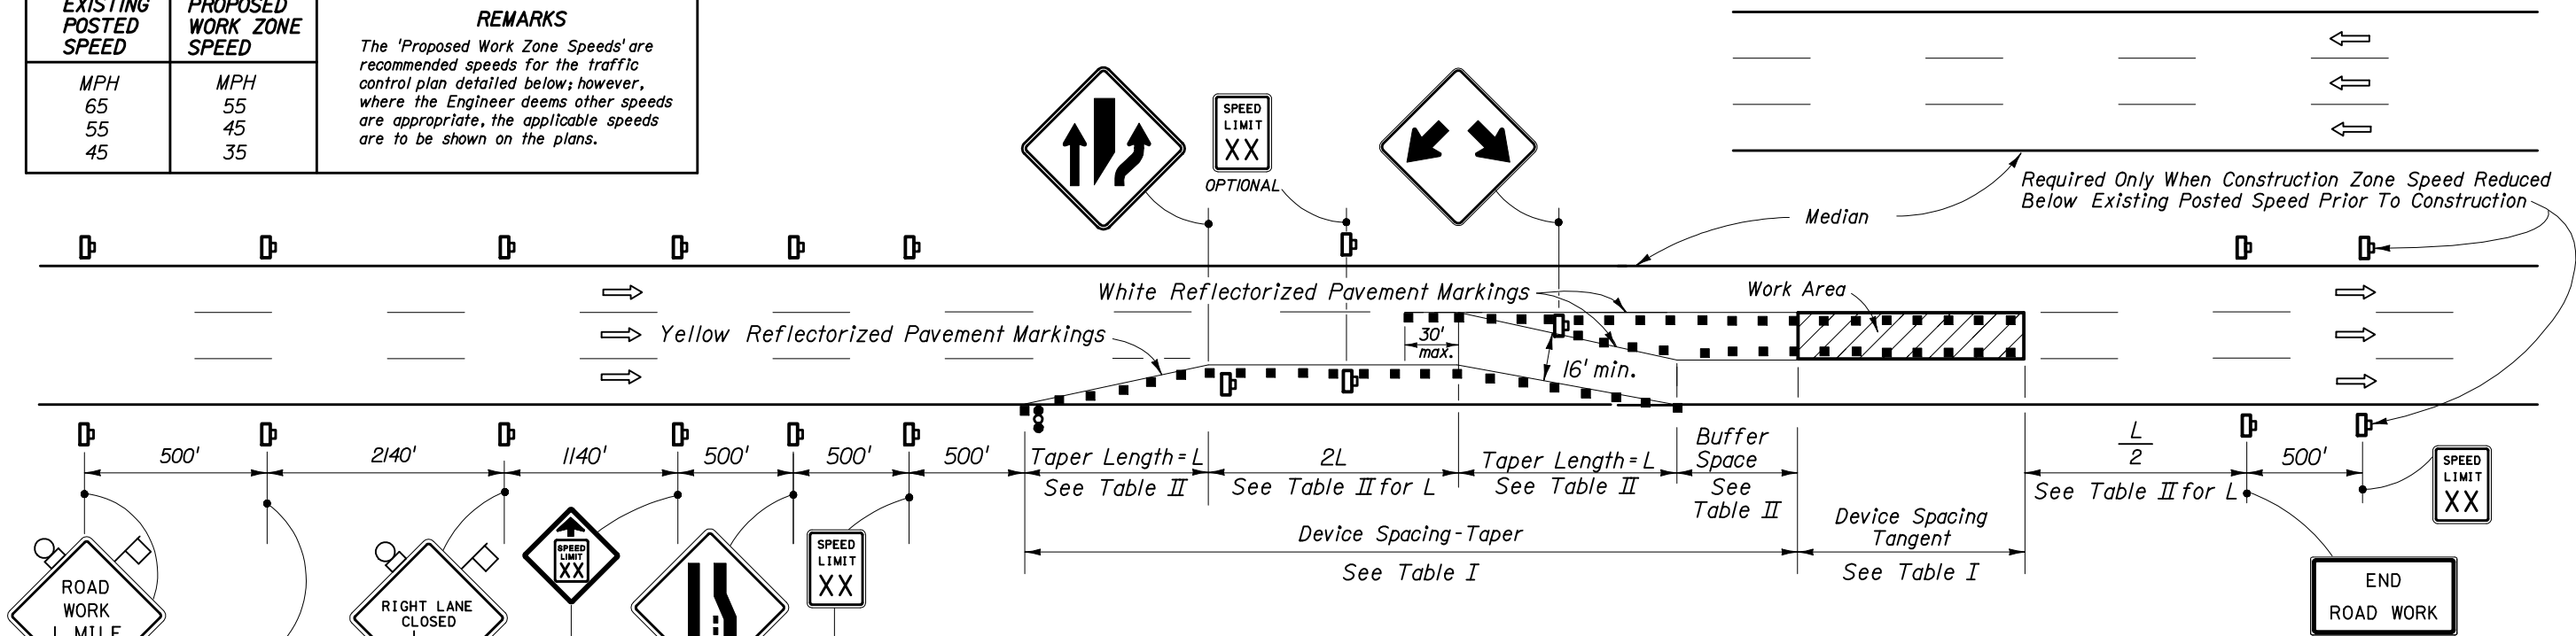 EXISTING
POSTED
SPEED
PROPOSED
WORK ZONE
SPEED
REMARKS
MPH
65
55
45
MPH
55
45
35
The 'Proposed Work Zone Speeds' are
recommended speeds for the traffic
control plan detailed below; however,
where the Engineer deems other speeds
are appropriate, the applicable speeds
are to be shown on the plans.
SPEED
LIMIT
XX
OPTIONAL
Required Only When Construction Zone Speed Reduced
Below Existing Posted Speed Prior To Construction
Median
White Reflectorized Pavement Markings
Work Area
Yellow Reflectorized Pavement Markings
30'
max.
16' min.
500'
2140'
1140'
500'
500'
500'
Taper Length = L
See Table II
2L
See Table II for L
Taper Length = L
See Table II
Buffer
Space
See
Table II
L
2
See Table II for L
500'
Device Spacing-Taper
See Table I
Device Spacing
Tangent
See Table I
ROAD
WORK
MILE
RIGHT LANE
CLOSED
SPEED
LIMIT
XX
SPEED
LIMIT
XX
SPEED
LIMIT
XX
END
ROAD WORK